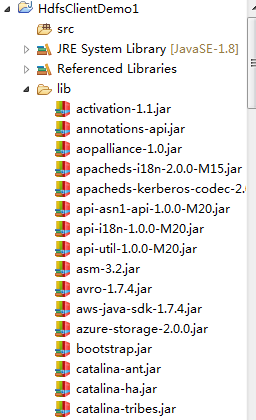 HdfsClientDemo1
src
JRE System Library [JavaSE-1.8]
Referenced Libraries
lib
activation-1.1.jar
annotations-api.jar
aopalliance-1.0.jar
apacheds-i18n-2.0.0-M15.jar
apacheds-kerberos-codec-2.0
api-asn1-api-1.0.0-M20.jar
api-i18n-1.0.0-M20.jar
api-util-1.0.0-M20.jar
asm-3.2.jar
avro-1.7.4.jar
aws-java-sdk-1.7.4.jar
azure-storage-2.0.0.jar
bootstrap.jar
catalina-ant.jar
catalina-ha.jar
catalina-tribes.jar